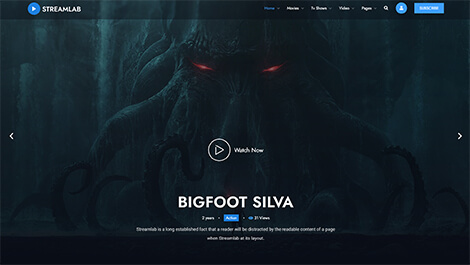 STREAMLAB
Home Movies Tv Shows Video Pages SUBSCRIBE
Watch Now
BIGFOOT SILVA
2 years • Action • 31 Views
Streamlab is a long established fact that a reader will be distracted by the readable content of a page
when Streamlab at its layout.